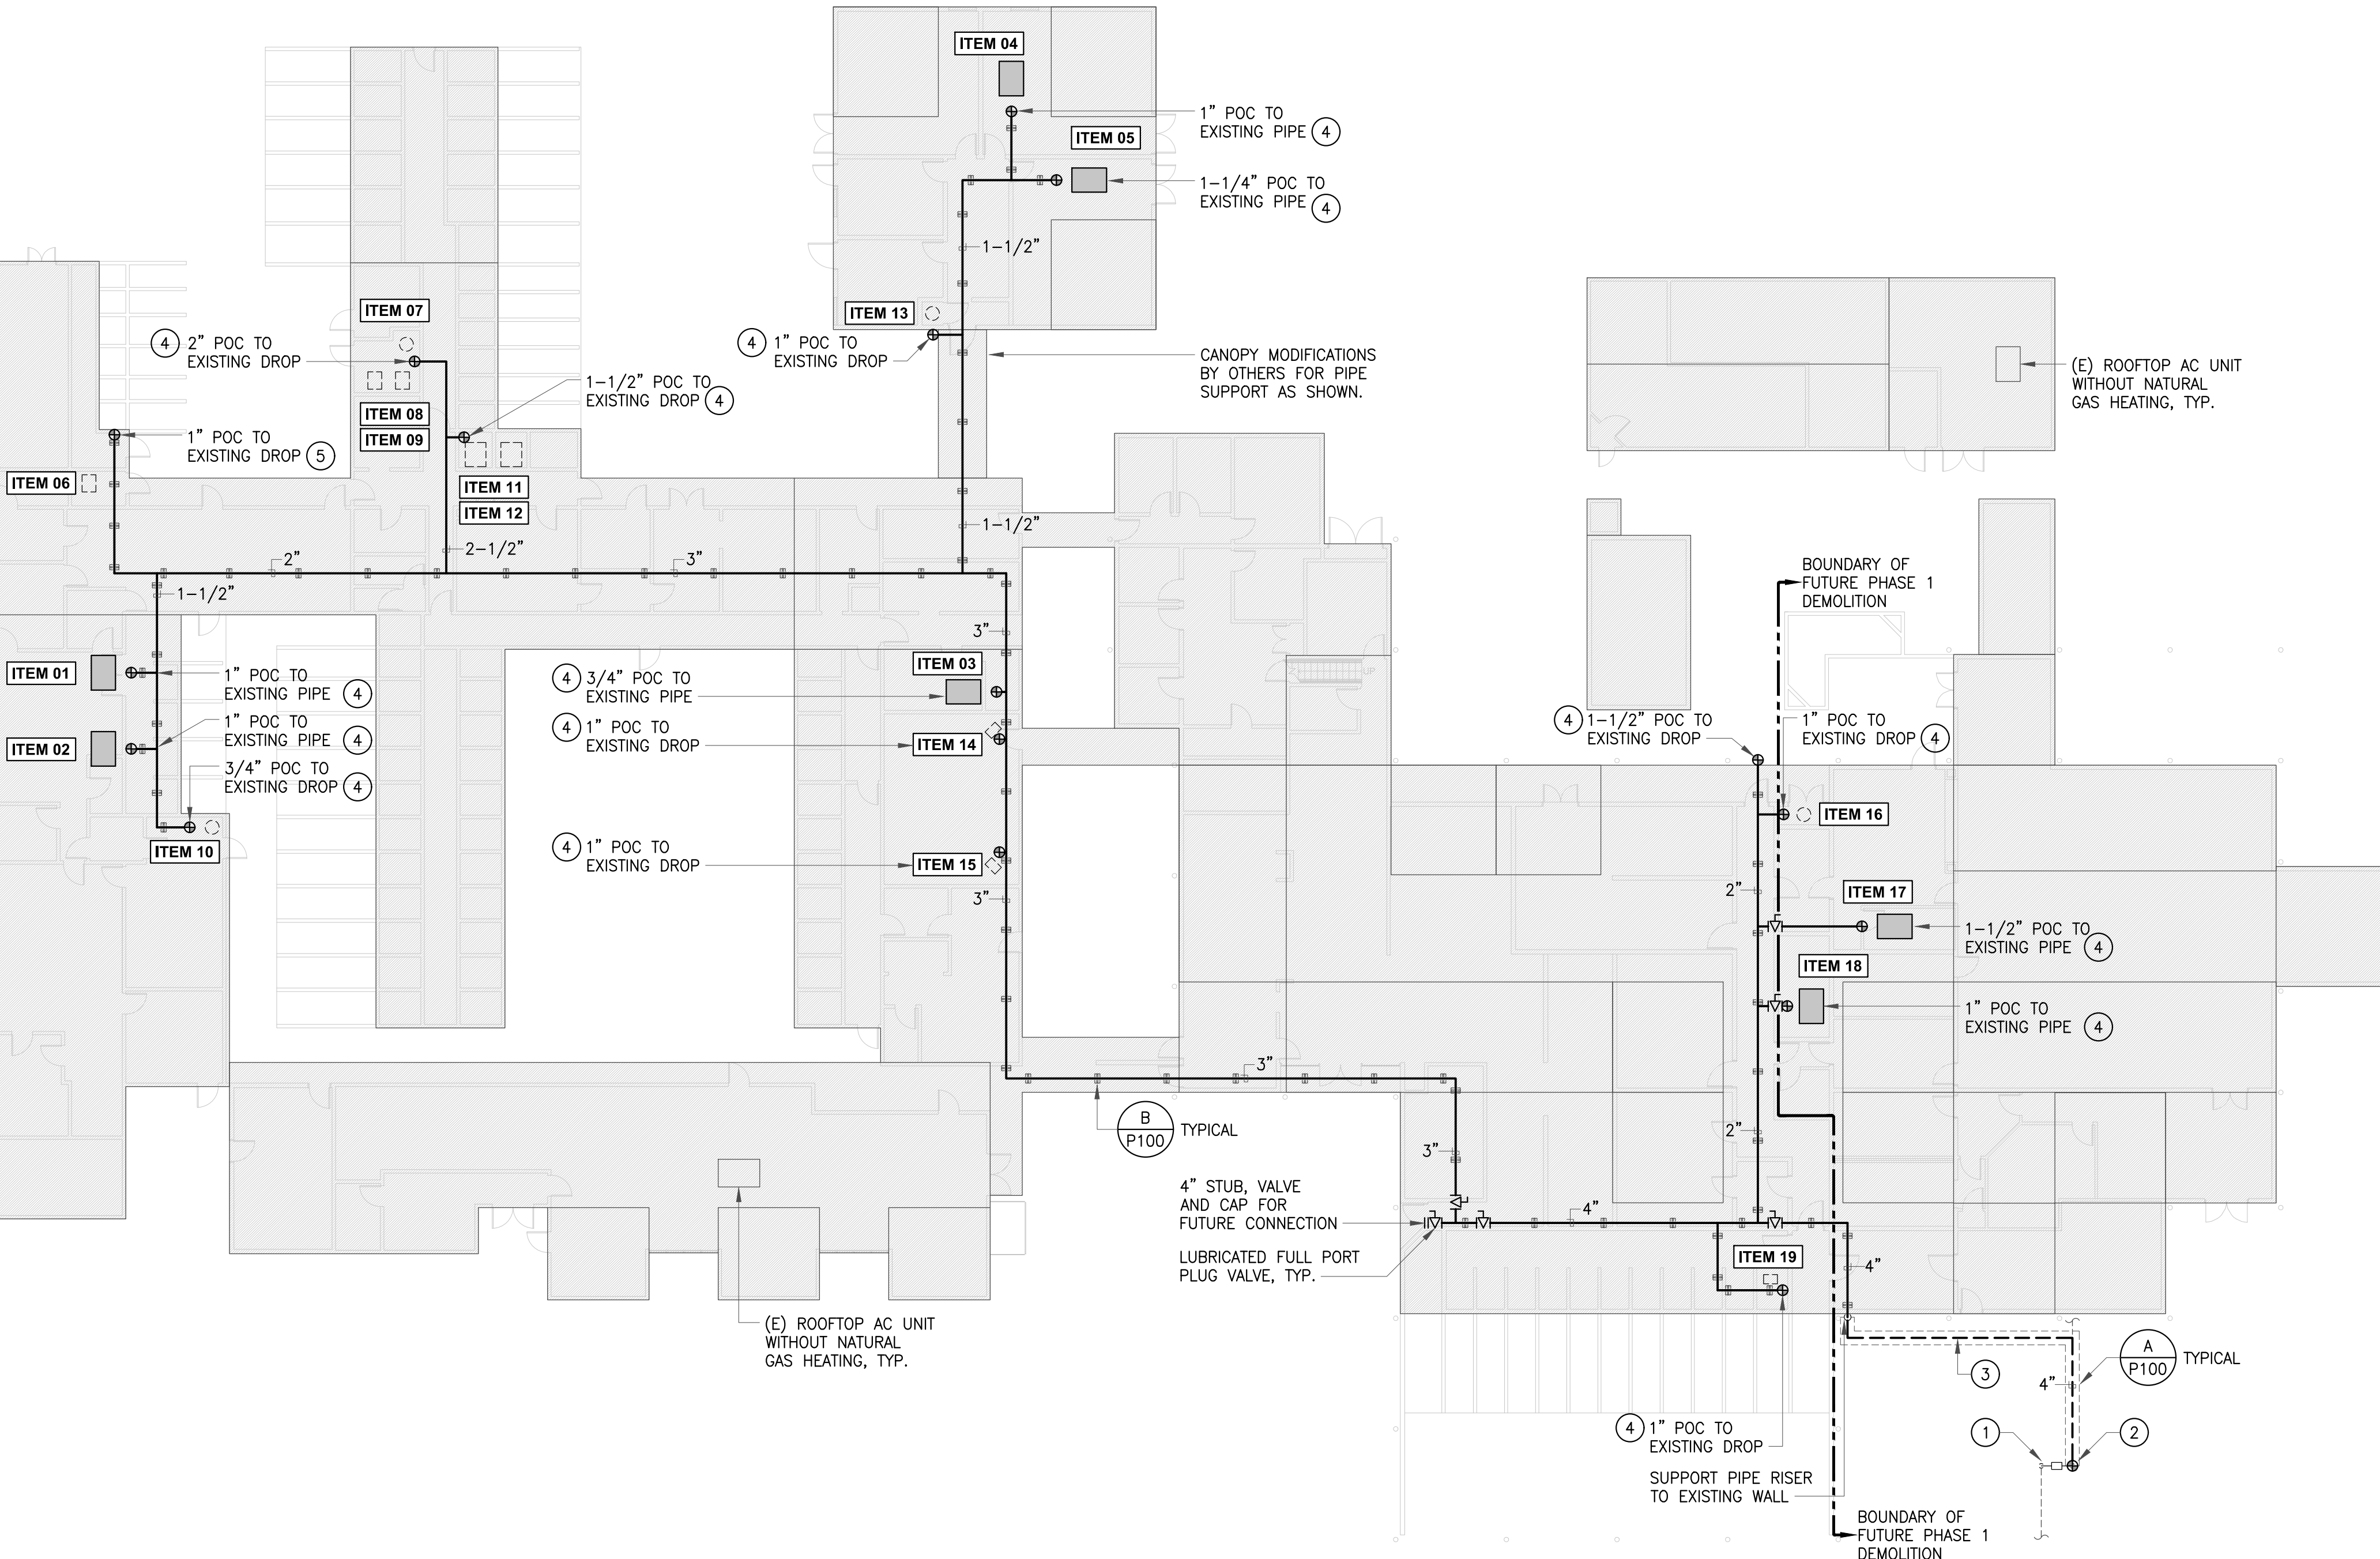 ITEM 04
1" POC TO
EXISTING PIPE 4
ITEM 05
1-1/4" POC TO
EXISTING PIPE 4
1-1/2"
ITEM 13
4 1" POC TO
EXISTING DROP
CANOPY MODIFICATIONS
BY OTHERS FOR PIPE
SUPPORT AS SHOWN.
(E) ROOFTOP AC UNIT
WITHOUT NATURAL
GAS HEATING, TYP.
ITEM 07
4 2" POC TO
EXISTING DROP
1-1/2" POC TO
EXISTING DROP 4
ITEM 08
ITEM 09
1" POC TO
EXISTING DROP 5
ITEM 06
ITEM 11
ITEM 12
2-1/2"
1-1/2"
2"
3"
1-1/2"
3"
BOUNDARY OF
FUTURE PHASE 1
DEMOLITION
ITEM 01
1" POC TO
EXISTING PIPE 4
ITEM 02
1" POC TO
EXISTING PIPE 4
3/4" POC TO
EXISTING DROP 4
ITEM 10
ITEM 03
4 3/4" POC TO
EXISTING PIPE
4 1" POC TO
EXISTING DROP
ITEM 14
4 1" POC TO
EXISTING DROP
ITEM 15
3"
4 1-1/2" POC TO
EXISTING DROP
1" POC TO
EXISTING DROP 4
ITEM 16
2"
ITEM 17
1-1/2" POC TO
EXISTING PIPE 4
ITEM 18
1" POC TO
EXISTING PIPE 4
3"
B
P100
TYPICAL
3"
2"
4" STUB, VALVE
AND CAP FOR
FUTURE CONNECTION
4"
LUBRICATED FULL PORT
PLUG VALVE, TYP.
ITEM 19
4"
(E) ROOFTOP AC UNIT
WITHOUT NATURAL
GAS HEATING, TYP.
A
P100
TYPICAL
3
4"
4 1" POC TO
EXISTING DROP
1
2
SUPPORT PIPE RISER
TO EXISTING WALL
BOUNDARY OF
FUTURE PHASE 1
DEMOLITION